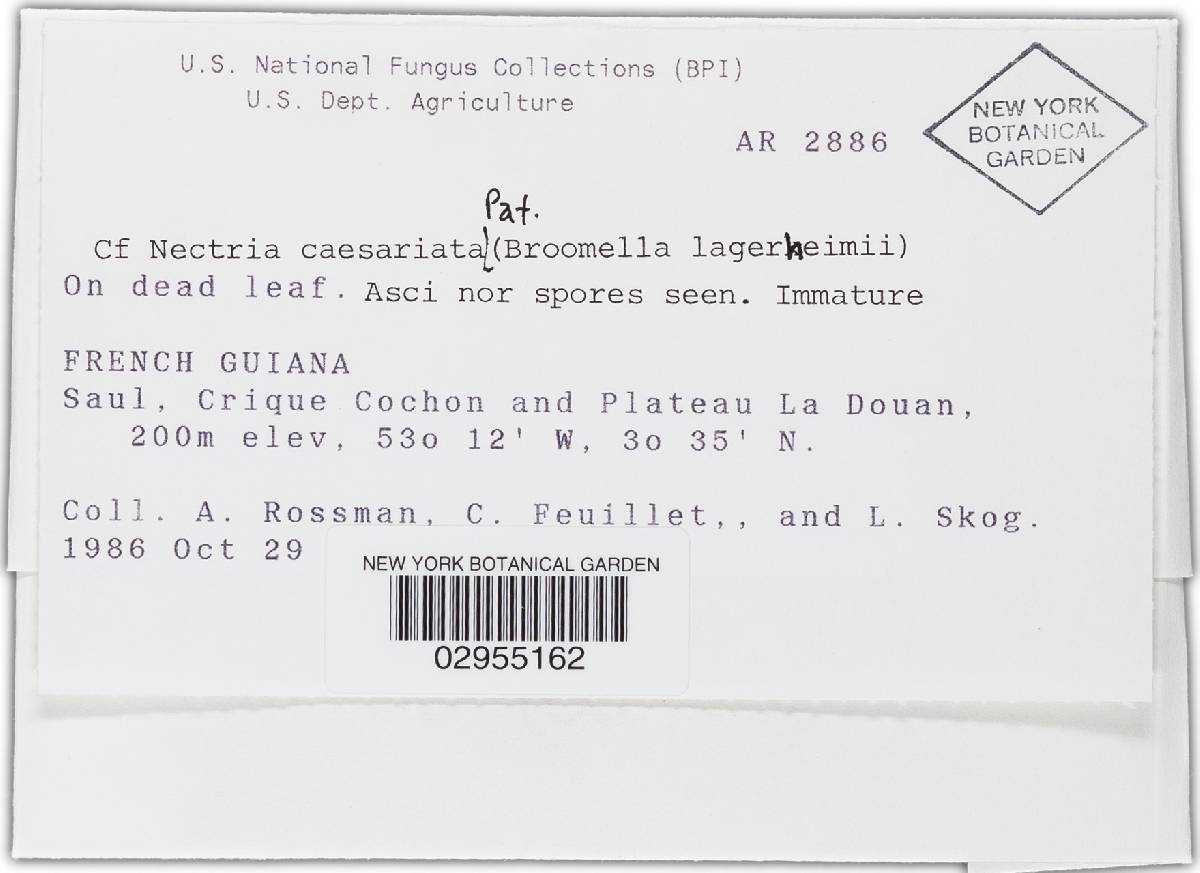 U.S. National Fungus Collections (BPI)
U.S. Dept. Agriculture
AR 2886
NEW YORK
BOTANICAL
GARDEN
Pat.
Cf Nectria caesariata (Broomella lagerheimii)
On dead leaf. Asci nor spores seen. Immature
FRENCH GUIANA
Saul, Crique Cochon and Plateau La Douan,
200m elev, 53o 12' W, 3o 35' N.
Coll. A. Rossman, C. Feuillet,, and L. Skog.
1986 Oct 29
NEW YORK BOTANICAL GARDEN
02955162